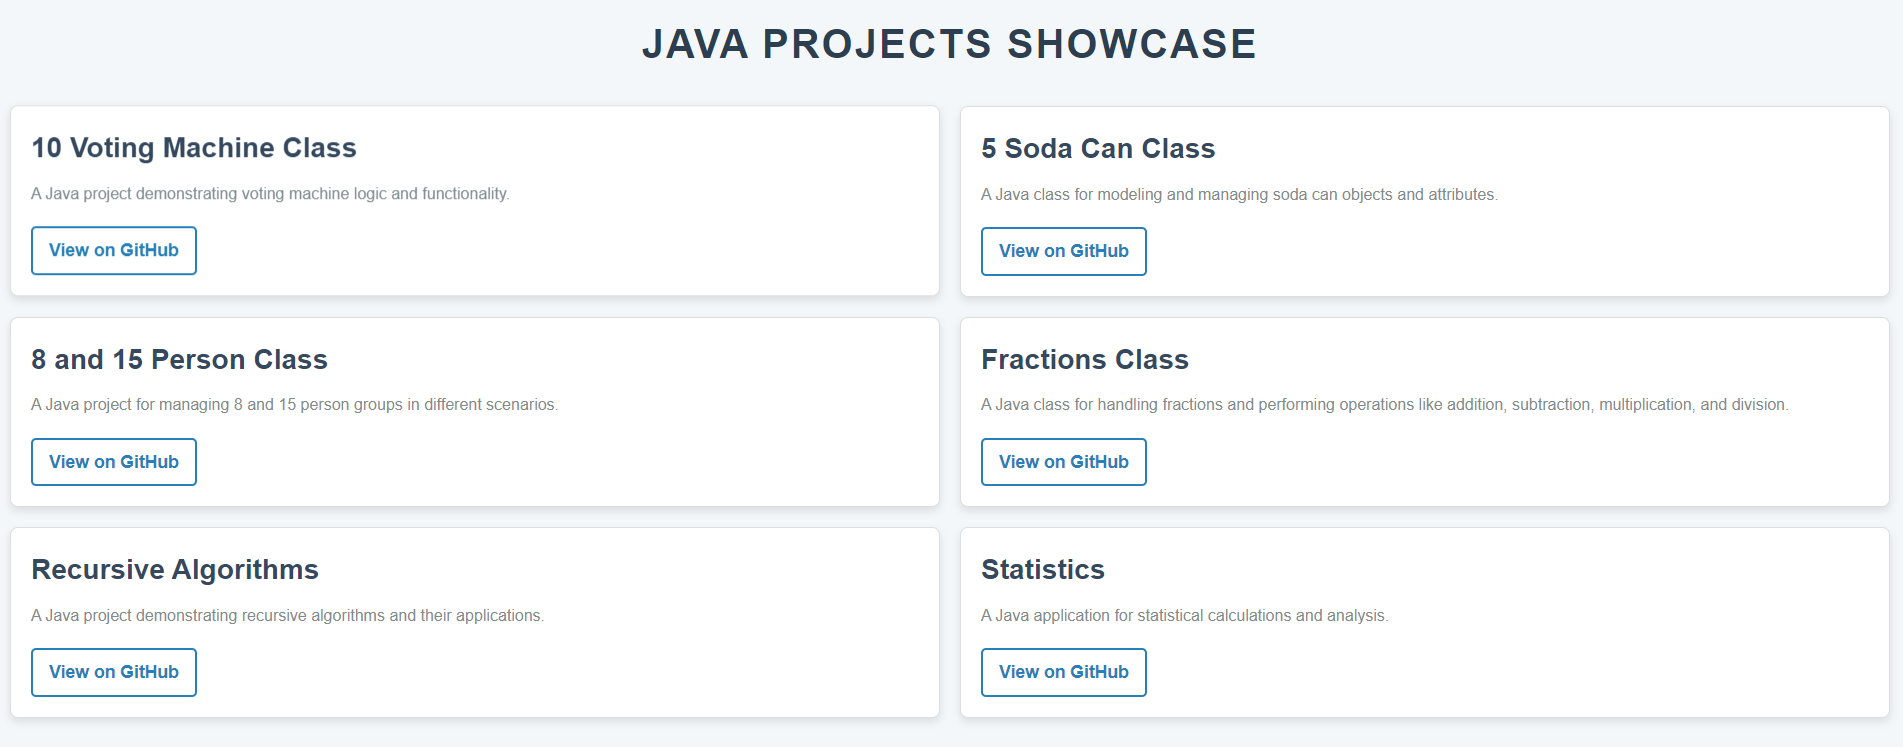 JAVA PROJECTS SHOWCASE
10 Voting Machine Class
A Java project demonstrating voting machine logic and functionality.
View on GitHub
5 Soda Can Class
A Java class for modeling and managing soda can objects and attributes.
View on GitHub
8 and 15 Person Class
A Java project for managing 8 and 15 person groups in different scenarios.
View on GitHub
Fractions Class
A Java class for handling fractions and performing operations like addition, subtraction, multiplication, and division.
View on GitHub
Recursive Algorithms
A Java project demonstrating recursive algorithms and their applications.
View on GitHub
Statistics
A Java application for statistical calculations and analysis.
View on GitHub